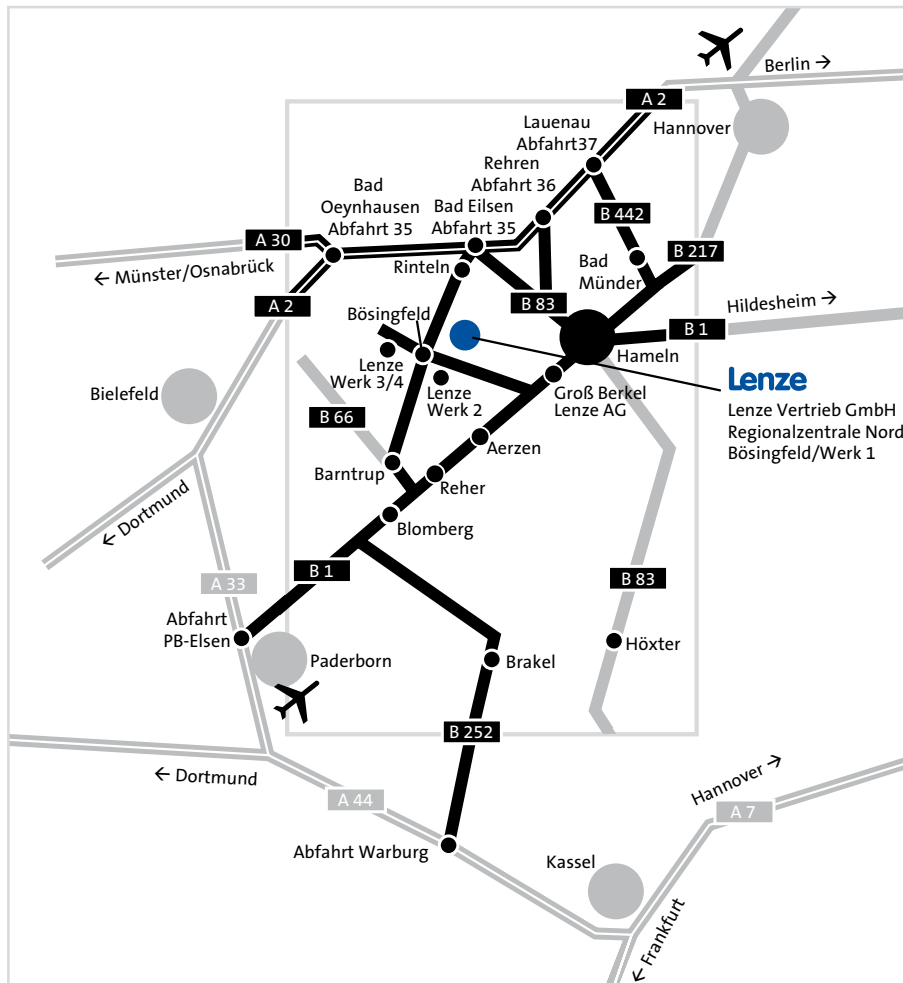 Berlin →
A 2
Hannover
Lauenau
Abfahrt37
Rehren
Abfahrt 36
Bad
Oeynhausen
Abfahrt 35
Bad Eilsen
Abfahrt 35
B 442
A 30
← Münster/Osnabrück
Rinteln
Bad
Münder
B 217
A 2
B 83
Hildesheim →
B 1
Bösingfeld
Hameln
Lenze
Werk 3/4
Lenze
Werk 2
Groß Berkel
Lenze AG
Lenze
Lenze Vertrieb GmbH
Regionalzentrale Nord
Bösingfeld/Werk 1
Bielefeld
B 66
Aerzen
Barntrup
Reher
← Dortmund
Blomberg
B 1
A 33
B 83
Abfahrt
PB-Elsen
Paderborn
Brakel
Höxter
B 252
← Dortmund
A 44
Hannover →
A 7
Abfahrt Warburg
Kassel
← Frankfurt